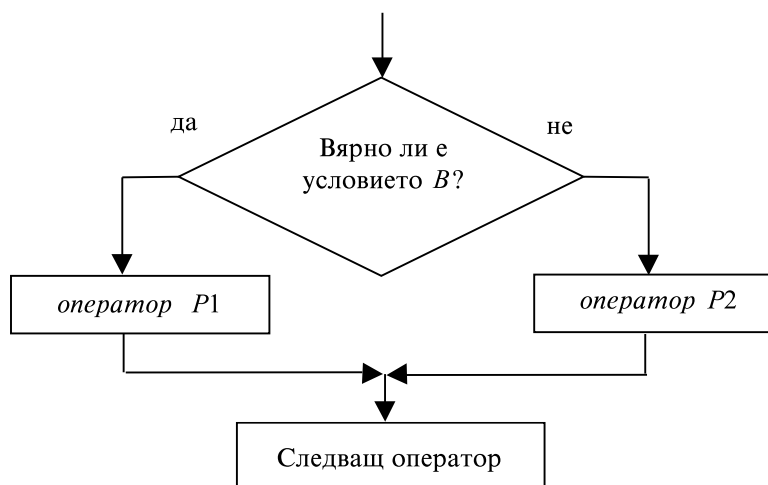 да
не
Вярно ли е
условието B?
оператор P1
оператор P2
Следващ оператор